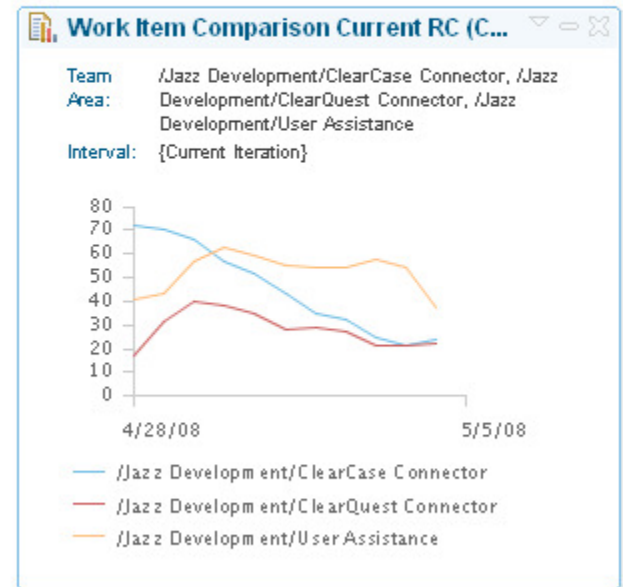 Work Item Comparison Current RC (C...
Team Area: /Jazz Development/ClearCase Connector, /Jazz
Development/ClearQuest Connector, /Jazz
Development/User Assistance
Interval: {Current Iteration}
80
70
60
50
40
30
20
10
0
4/28/08 5/5/08
/Jazz Development/ClearCase Connector
/Jazz Development/ClearQuest Connector
/Jazz Development/User Assistance